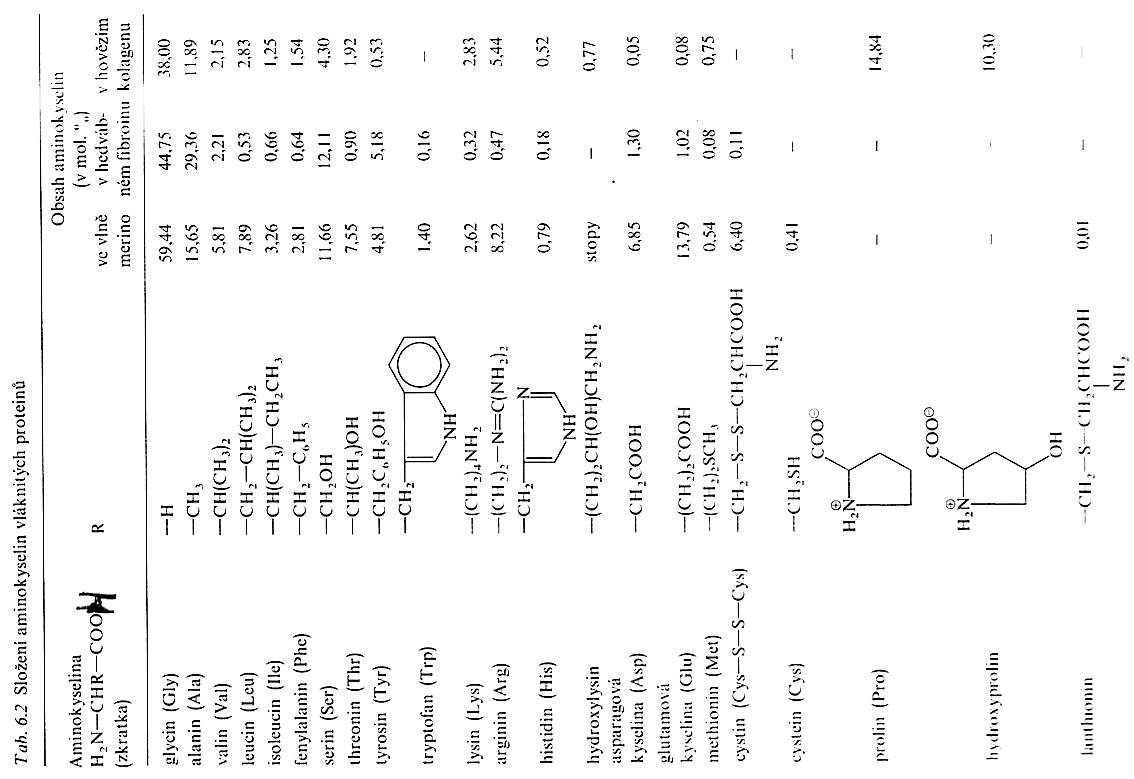 Tab. 6.2 Složení aminokyselin vláknitých proteinů
Aminokyselina R Obsah aminokyselin
H₂N—CHR—COOH (v mol. %)
(zkratka) ve vlně merino v hedvábném fibroinu v hovězím kolagenu
glycin (Gly) —H 59,44 44,75 38,00
alanin (Ala) —CH₃ 15,65 29,36 11,89
valin (Val) —CH(CH₃)₂ 5,81 2,21 2,15
leucin (Leu) —CH₂—CH(CH₃)₂ 7,89 0,53 2,83
isoleucin (Ile) —CH(CH₃)—CH₂CH₃ 3,26 0,66 1,25
fenylalanin (Phe) —CH₂—C₆H₅ 2,81 0,64 1,54
serin (Ser) —CH₂OH 11,66 12,11 4,30
threonin (Thr) —CH(CH₃)OH 7,55 0,90 1,92
tyrosin (Tyr) —CH₂C₆H₅OH 4,81 5,18 0,53
tryptofan (Trp) —CH₂ NH 1,40 0,16 —
lysin (Lys) —(CH₂)₄NH₂ 2,62 0,32 2,83
arginin (Arg) —(CH₂)₂—N=C(NH₂)₂ 8,22 0,47 5,44
histidin (His) —CH₂ N NH 0,79 0,18 0,52
hydroxylysin —(CH₂)₂CH(OH)CH₂NH₂ stopy — 0,77
asparagová
kyselina (Asp) —CH₂COOH 6,85 1,30 0,05
glutamová
kyselina (Glu) —(CH₂)₂COOH 13,79 1,02 0,08
methionin (Met) —(CH₂)₂SCH₃ 0,54 0,08 0,75
cystin (Cys—S—S—Cys) —CH₂—S—S—CH₂CHCOOH 6,40 0,11 —
NH₂
cystein (Cys) —CH₂SH 0,41 — —
prolin (Pro) H₂N⊕ COO⊖ — — 14,84
hydroxyprolin H₂N⊕ COO⊖ OH — — 10,30
lanthionin —CH₂—S—CH₂CHCOOH 0,01 — —
NH₂